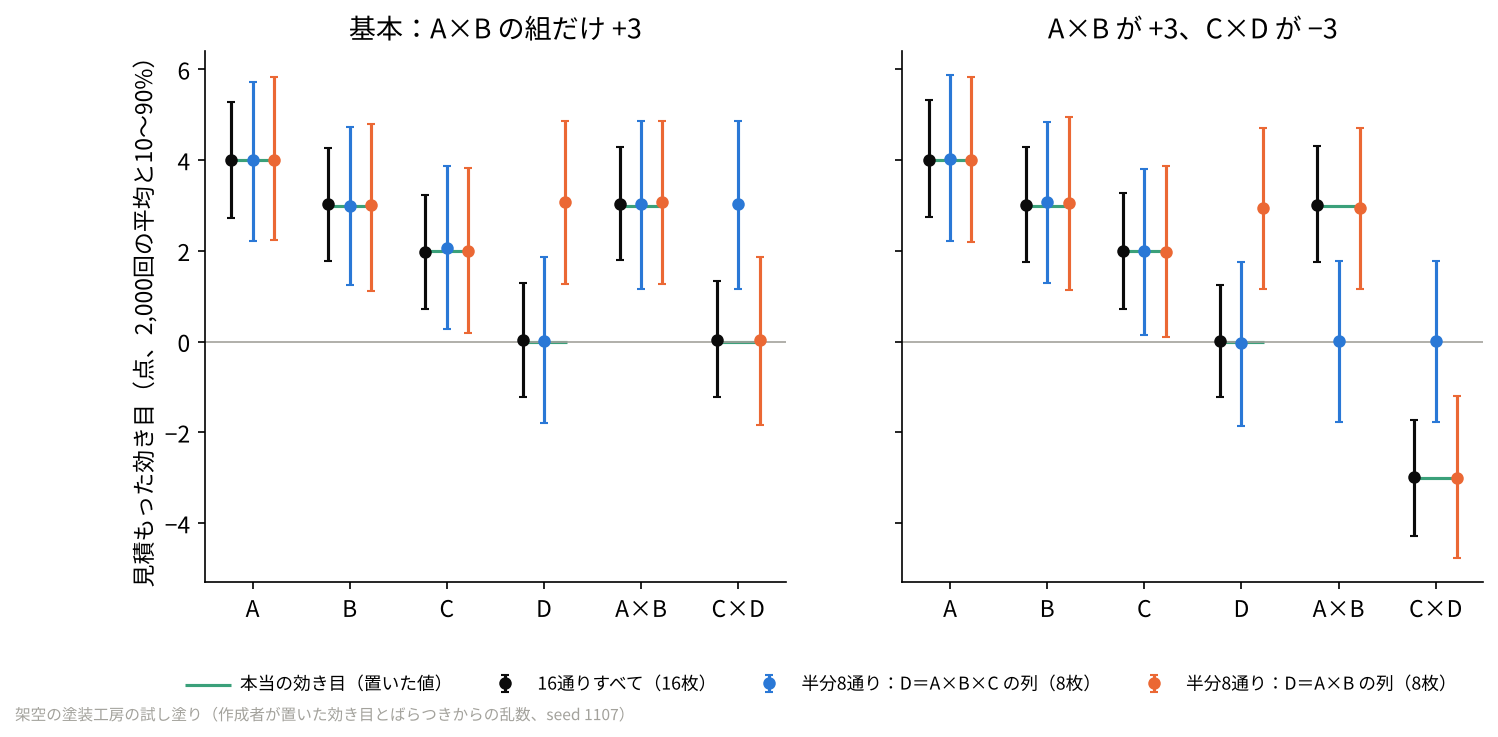 基本：A×B の組だけ +3
A×B が +3、C×D が −3
見積もった効き目（点、2,000回の平均と10〜90%）
6
4
2
0
−2
−4
A
B
C
D
A×B
C×D
A
B
C
D
A×B
C×D
本当の効き目（置いた値）
16通りすべて（16枚）
半分8通り：D＝A×B×C の列（8枚）
半分8通り：D＝A×B の列（8枚）
架空の塗装工房の試し塗り（作成者が置いた効き目とばらつきからの乱数、seed 1107）